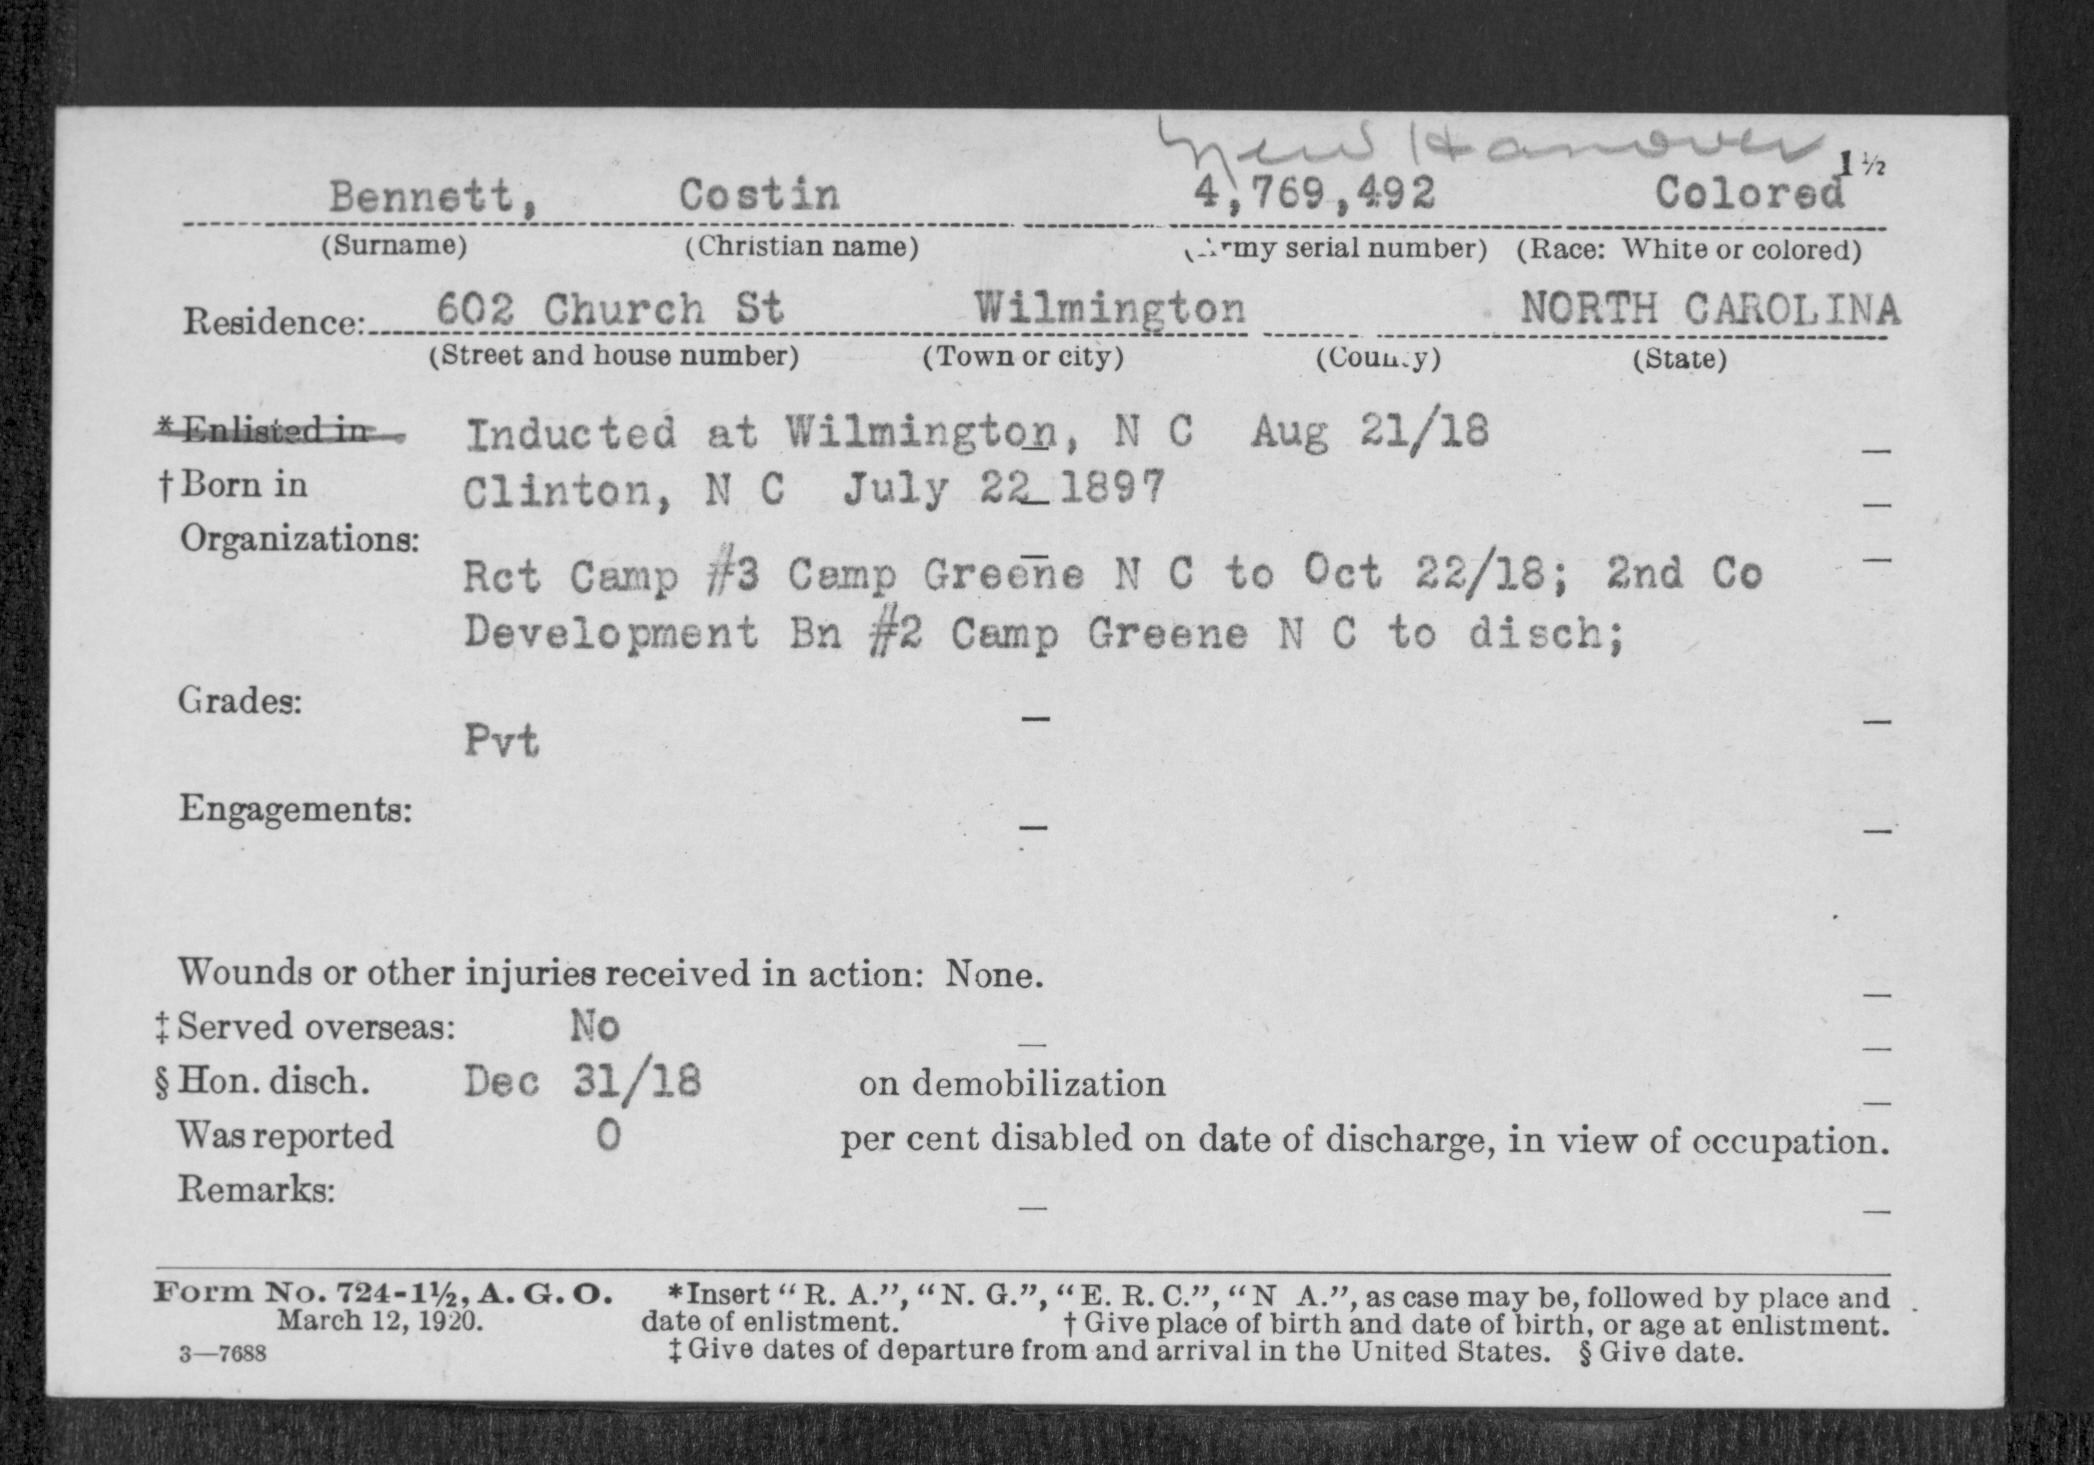 New Hanover
1 ½
Bennett, Costin 4,769,492 Colored
(Surname) (Christian name) (Army serial number) (Race: White or colored)
Residence: 602 Church St Wilmington NORTH CAROLINA
(Street and house number) (Town or city) (County) (State)
*Enlisted in Inducted at Wilmington, N C Aug 21/18
†Born in Clinton, N C July 22 1897
Organizations:
Rct Camp #3 Camp Greene N C to Oct 22/18; 2nd Co
Development Bn #2 Camp Greene N C to disch;
Grades:
Pvt
Engagements:
Wounds or other injuries received in action: None.
‡Served overseas: No
§Hon. disch. Dec 31/18 on demobilization
Was reported 0 per cent disabled on date of discharge, in view of occupation.
Remarks:
Form No. 724-1½, A. G. O. *Insert "R. A.", "N. G.", "E. R. C.", "N A.", as case may be, followed by place and
March 12, 1920. date of enlistment. †Give place of birth and date of birth, or age at enlistment.
3—7688 ‡Give dates of departure from and arrival in the United States. §Give date.